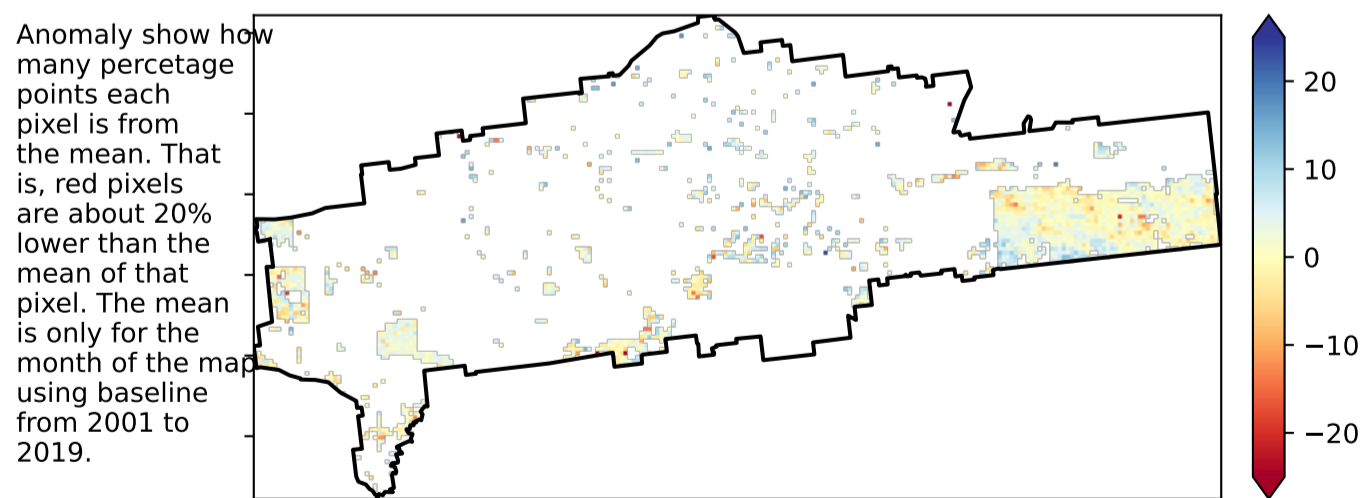 Anomaly show how
many percetage
points each
pixel is from
the mean. That
is, red pixels
are about 20%
lower than the
mean of that
pixel. The mean
is only for the
month of the map
using baseline
from 2001 to
2019.
20
10
0
−10
−20